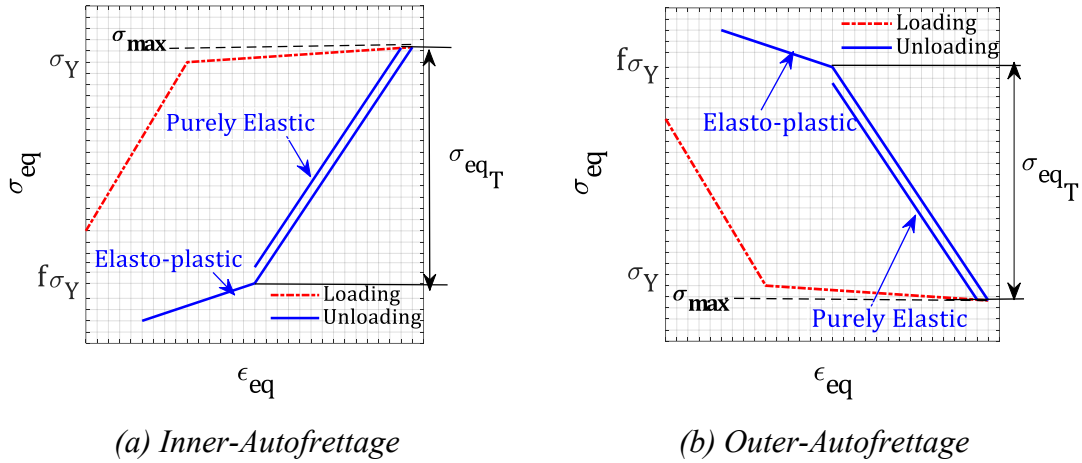 σmax
σY
Purely Elastic
σeq
σeqT
Elasto-plastic
fσY
Loading
Unloading
ϵeq
(a) Inner-Autofrettage
Loading
Unloading
fσY
Elasto-plastic
σeq
σeqT
σY
σmax
Purely Elastic
ϵeq
(b) Outer-Autofrettage